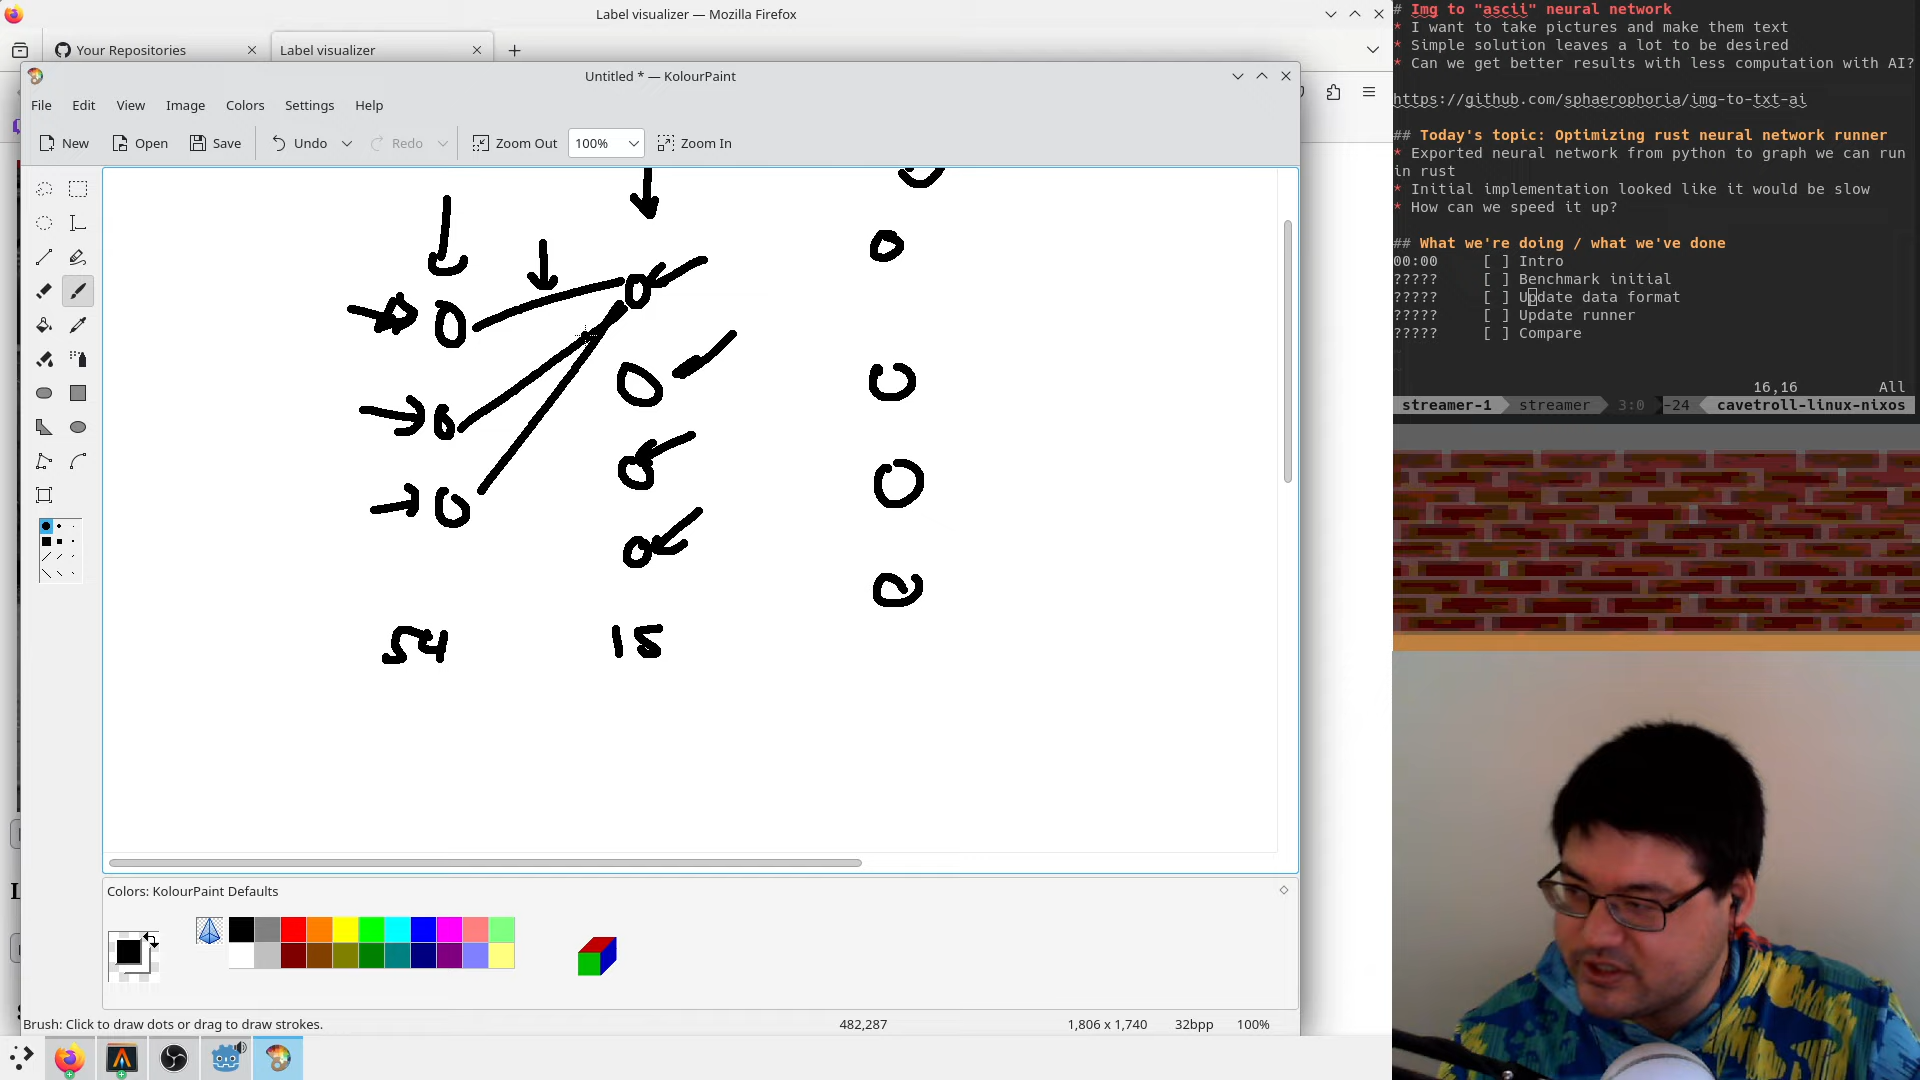 Label visualizer — Mozilla Firefox
Your Repositories
Label visualizer
Untitled * — KolourPaint
File Edit View Image Colors Settings Help
New Open Save Undo Redo Zoom Out 100% Zoom In
54 15
Colors: KolourPaint Defaults
Brush: Click to draw dots or drag to draw strokes. 482,287 1,806 x 1,740 32bpp 100%
# Img to "ascii" neural network
* I want to take pictures and make them text
* Simple solution leaves a lot to be desired
* Can we get better results with less computation with AI?
https://github.com/sphaerophoria/img-to-txt-ai
## Today's topic: Optimizing rust neural network runner
* Exported neural network from python to graph we can run
in rust
* Initial implementation looked like it would be slow
* How can we speed it up?
## What we're doing / what we've done
00:00 [ ] Intro
????? [ ] Benchmark initial
????? [ ] Update data format
????? [ ] Update runner
????? [ ] Compare
~
16,16 All
streamer-1 streamer 3:0 -24 cavetroll-linux-nixos